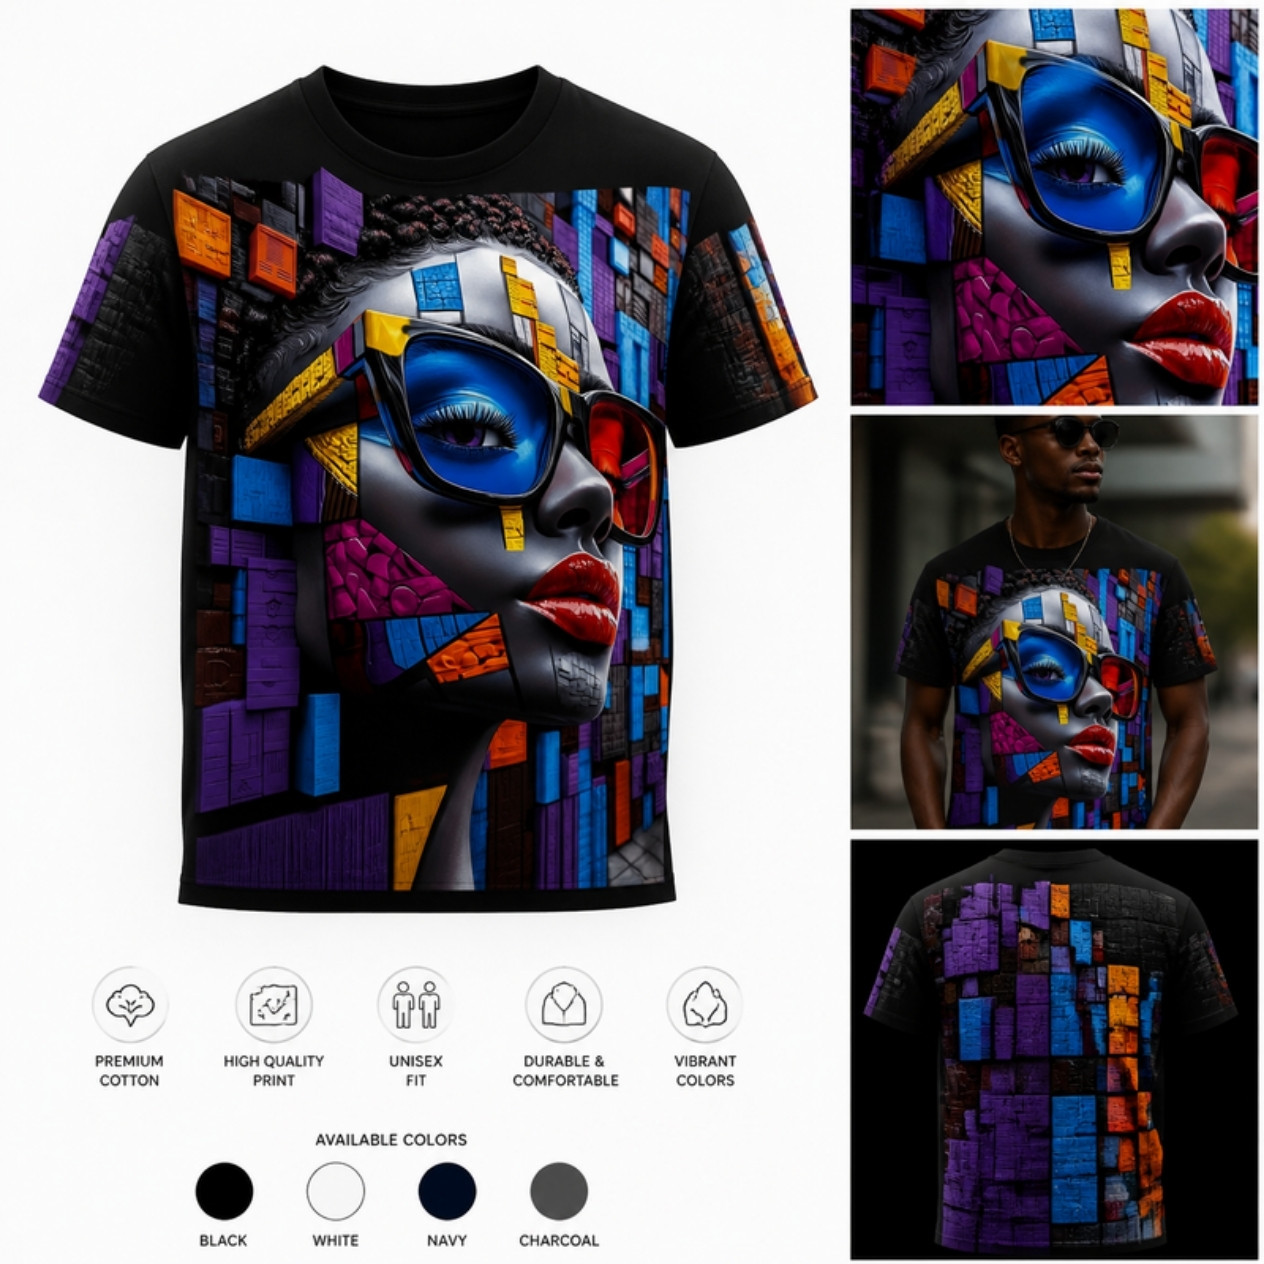 PREMIUM
COTTON
HIGH QUALITY
PRINT
UNISEX
FIT
DURABLE &
COMFORTABLE
VIBRANT
COLORS
AVAILABLE COLORS
BLACK
WHITE
NAVY
CHARCOAL